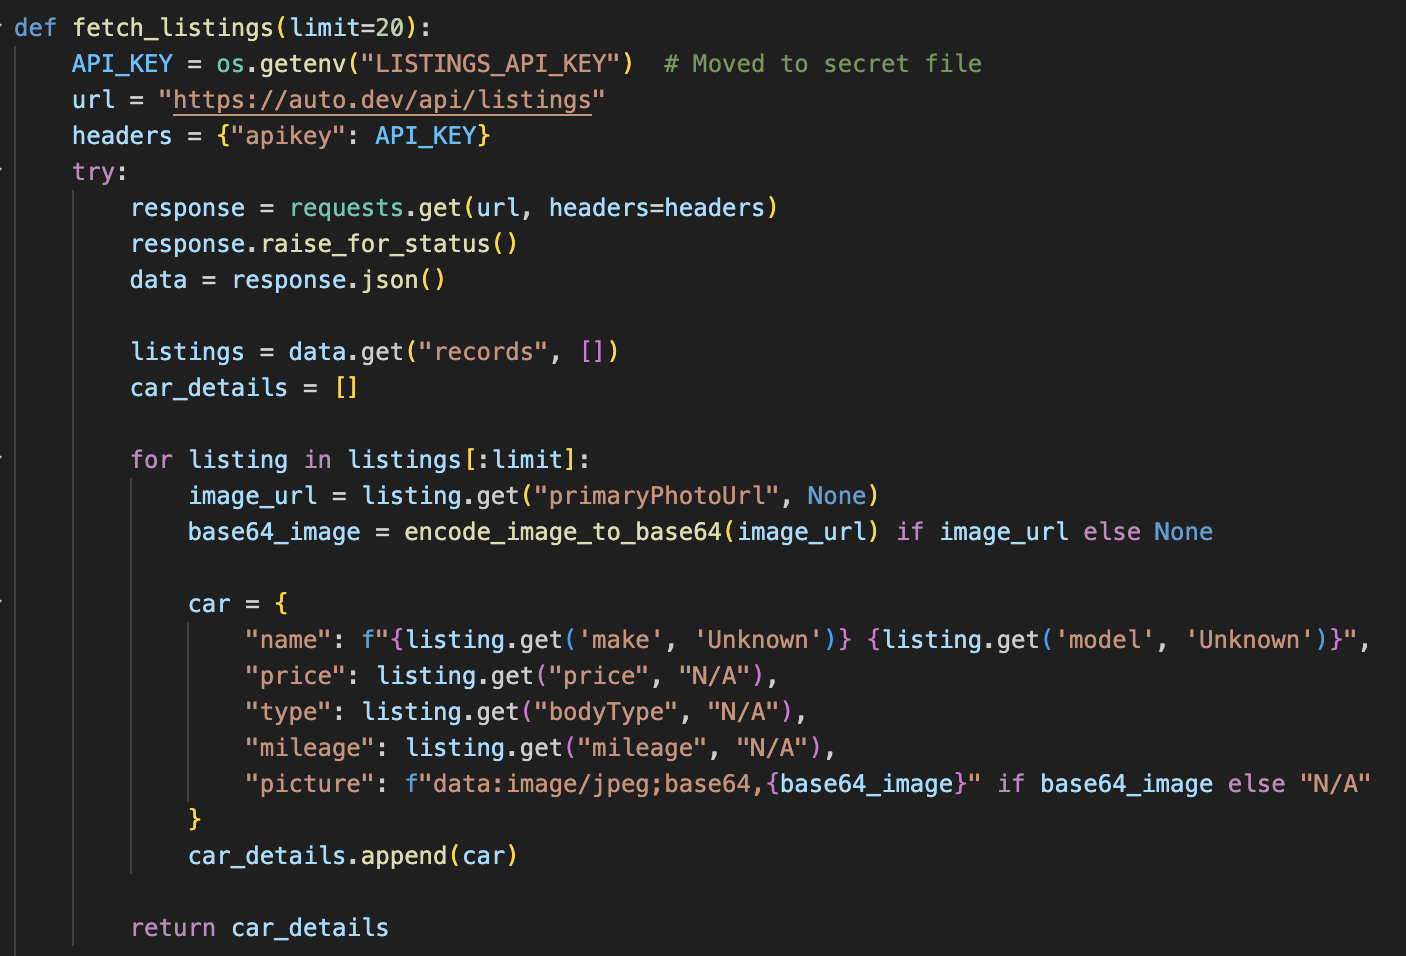 def fetch_listings(limit=20):
    API_KEY = os.getenv("LISTINGS_API_KEY")  # Moved to secret file
    url = "https://auto.dev/api/listings"
    headers = {"apikey": API_KEY}
    try:
        response = requests.get(url, headers=headers)
        response.raise_for_status()
        data = response.json()

        listings = data.get("records", [])
        car_details = []

        for listing in listings[:limit]:
            image_url = listing.get("primaryPhotoUrl", None)
            base64_image = encode_image_to_base64(image_url) if image_url else None

            car = {
                "name": f"{listing.get('make', 'Unknown')} {listing.get('model', 'Unknown')}",
                "price": listing.get("price", "N/A"),
                "type": listing.get("bodyType", "N/A"),
                "mileage": listing.get("mileage", "N/A"),
                "picture": f"data:image/jpeg;base64,{base64_image}" if base64_image else "N/A"
            }
            car_details.append(car)

        return car_details